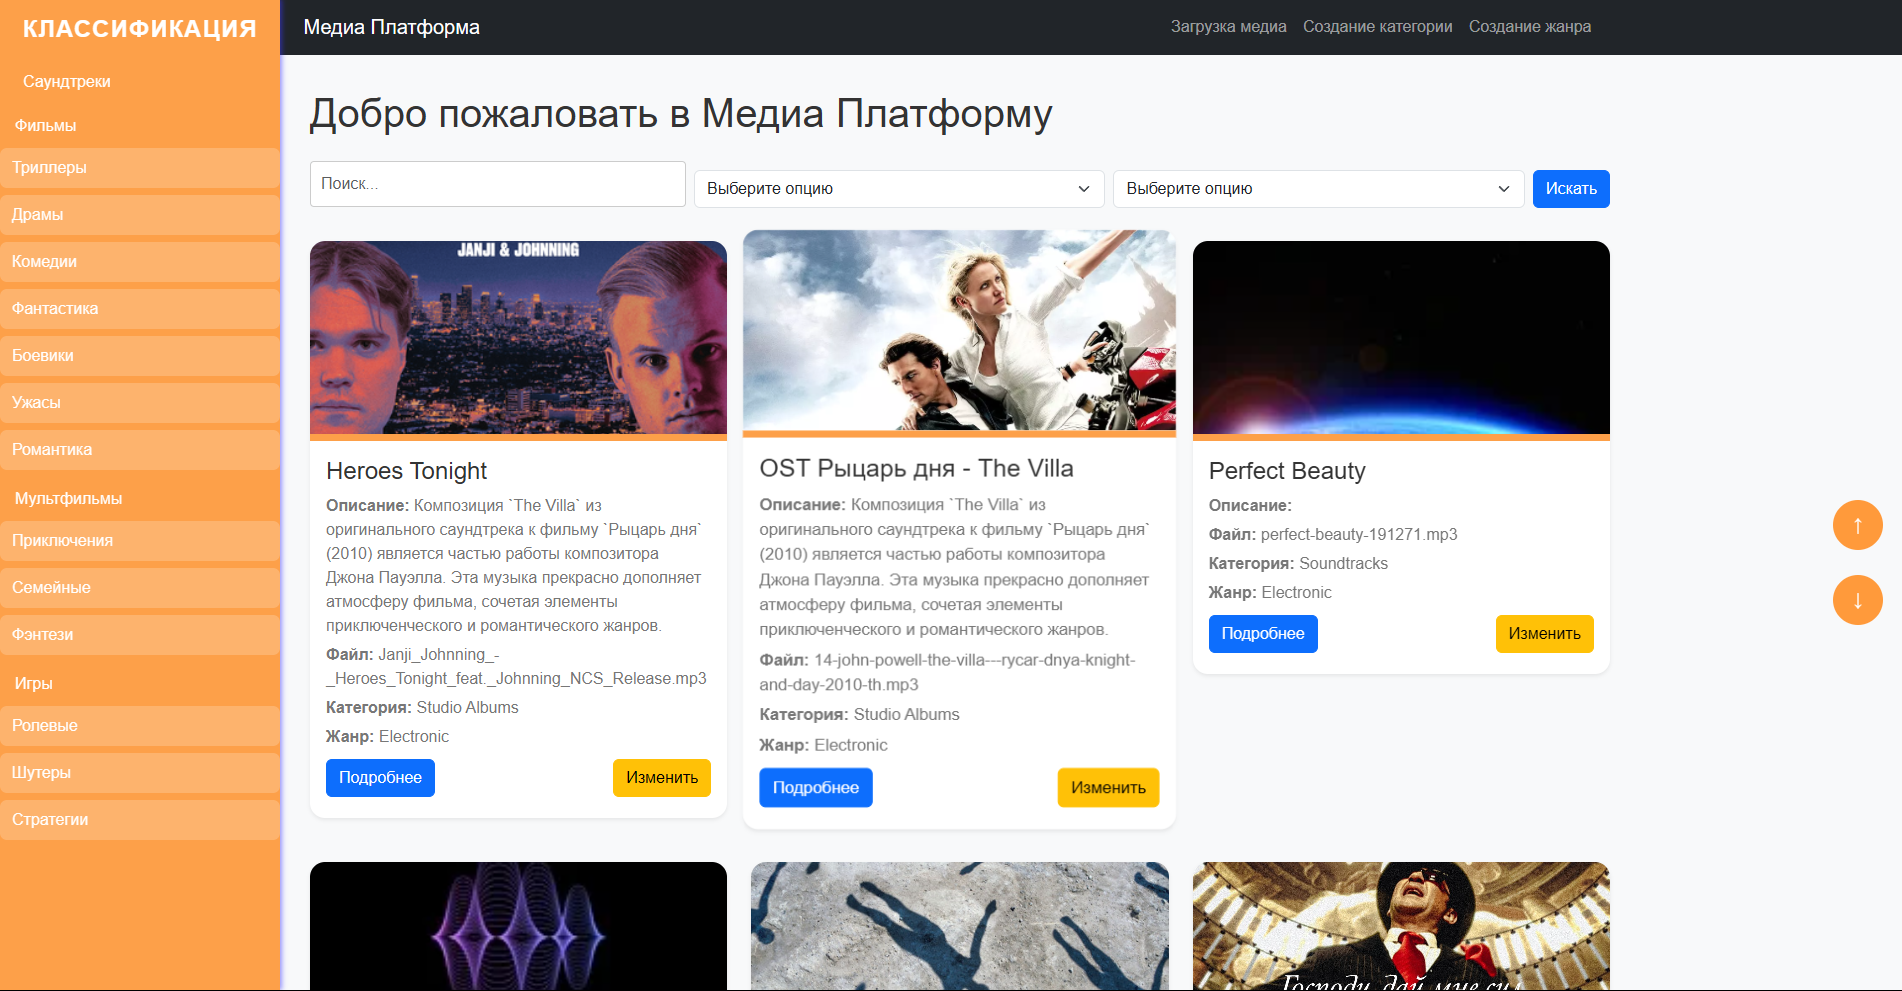 КЛАССИФИКАЦИЯ
Саундтреки
Фильмы
Триллеры
Драмы
Комедии
Фантастика
Боевики
Ужасы
Романтика
Мультфильмы
Приключения
Семейные
Фэнтези
Игры
Ролевые
Шутеры
Стратегии
Медиа Платформа
Загрузка медиа Создание категории Создание жанра
Добро пожаловать в Медиа Платформу
Поиск...
Выберите опцию
Выберите опцию
Искать
JANJI & JOHNNING
Heroes Tonight
Описание: Композиция `The Villa` из
оригинального саундтрека к фильму `Рыцарь дня`
(2010) является частью работы композитора
Джона Пауэлла. Эта музыка прекрасно дополняет
атмосферу фильма, сочетая элементы
приключенческого и романтического жанров.
Файл: Janji_Johnning_-
_Heroes_Tonight_feat._Johnning_NCS_Release.mp3
Категория: Studio Albums
Жанр: Electronic
Подробнее
Изменить
OST Рыцарь дня - The Villa
Описание: Композиция `The Villa` из
оригинального саундтрека к фильму `Рыцарь дня`
(2010) является частью работы композитора
Джона Пауэлла. Эта музыка прекрасно дополняет
атмосферу фильма, сочетая элементы
приключенческого и романтического жанров.
Файл: 14-john-powell-the-villa---rycar-dnya-knight-
and-day-2010-th.mp3
Категория: Studio Albums
Жанр: Electronic
Подробнее
Изменить
Perfect Beauty
Описание:
Файл: perfect-beauty-191271.mp3
Категория: Soundtracks
Жанр: Electronic
Подробнее
Изменить
↑
↓
Господи, дай мне сил